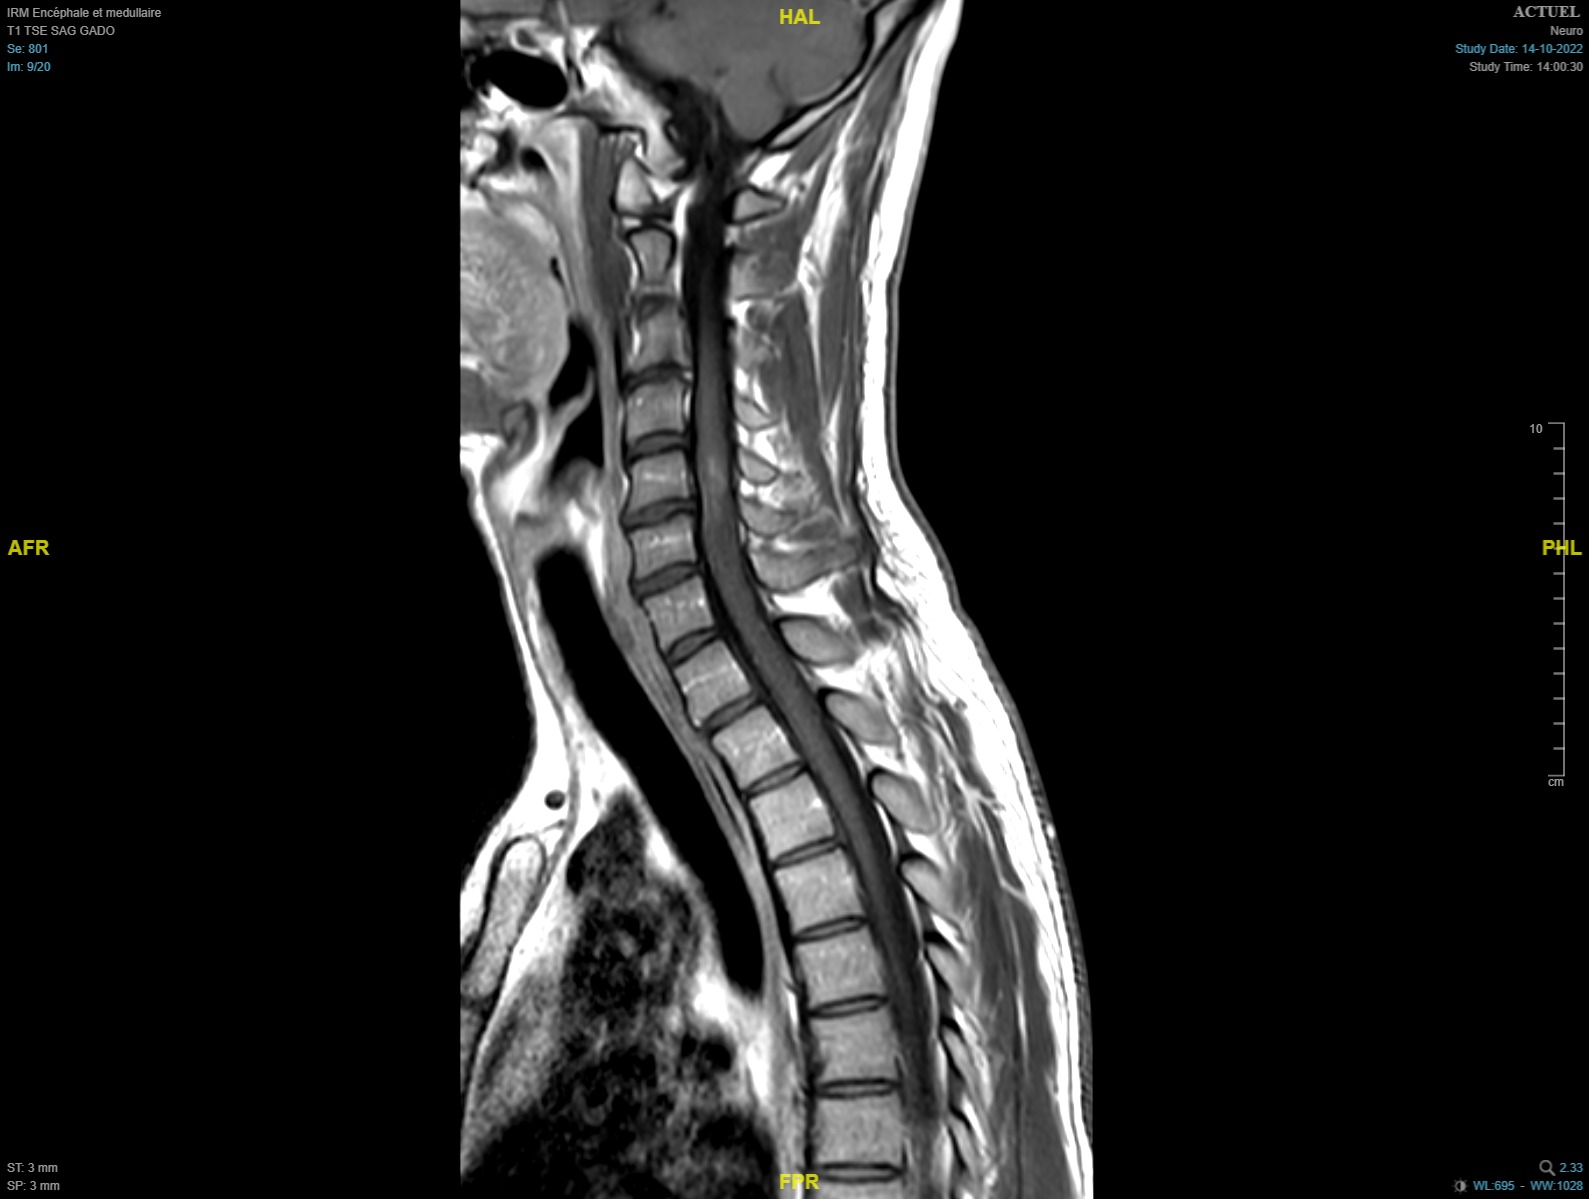 IRM Encéphale et medullaire
T1 TSE SAG GADO
Se: 801
Im: 9/20
HAL
ACTUEL
Neuro
Study Date: 14-10-2022
Study Time: 14:00:30
10
AFR
PHL
cm
ST: 3 mm
SP: 3 mm
FPR
2.33
WL:695 - WW:1028